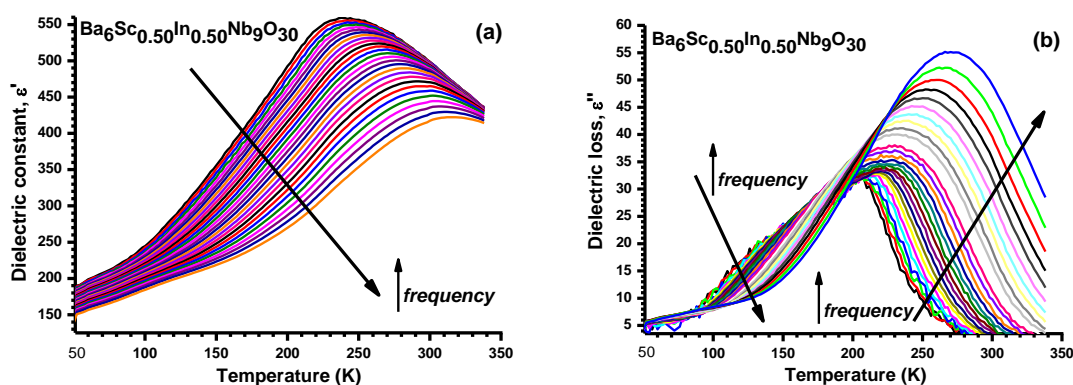 Ba6Sc0.50In0.50Nb9O30
(a)
Dielectric constant, ε'
550
500
450
400
350
300
250
200
150
frequency
50 100 150 200 250 300 350
Temperature (K)
Ba6Sc0.50In0.50Nb9O30
(b)
Dielectric loss, ε"
60
55
50
45
40
35
30
25
20
15
10
5
frequency
frequency
50 100 150 200 250 300 350
Temperature (K)